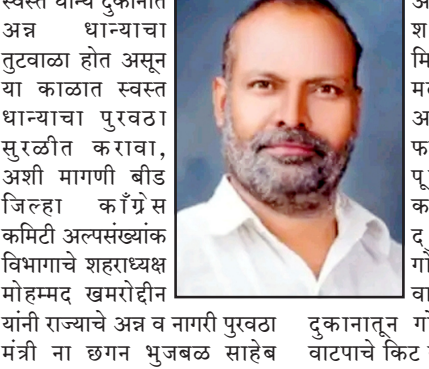 स्वस्त धान्य दुकानात
अन्न धान्याचा
तुटवाळा होत असून
या काळात स्वस्त
धान्याचा पुरवठा
सुरळीत करावा,
अशी मागणी बीड
जिल्हा काँग्रेस
कमिटी अल्पसंख्यांक
विभागाचे शहराध्यक्ष
मोहम्मद खमरोद्दीन
यांनी राज्याचे अन्न व नागरी पुरवठा
मंत्री ना छगन भुजबळ साहेब
दुकानातून
वाटपाचे किट